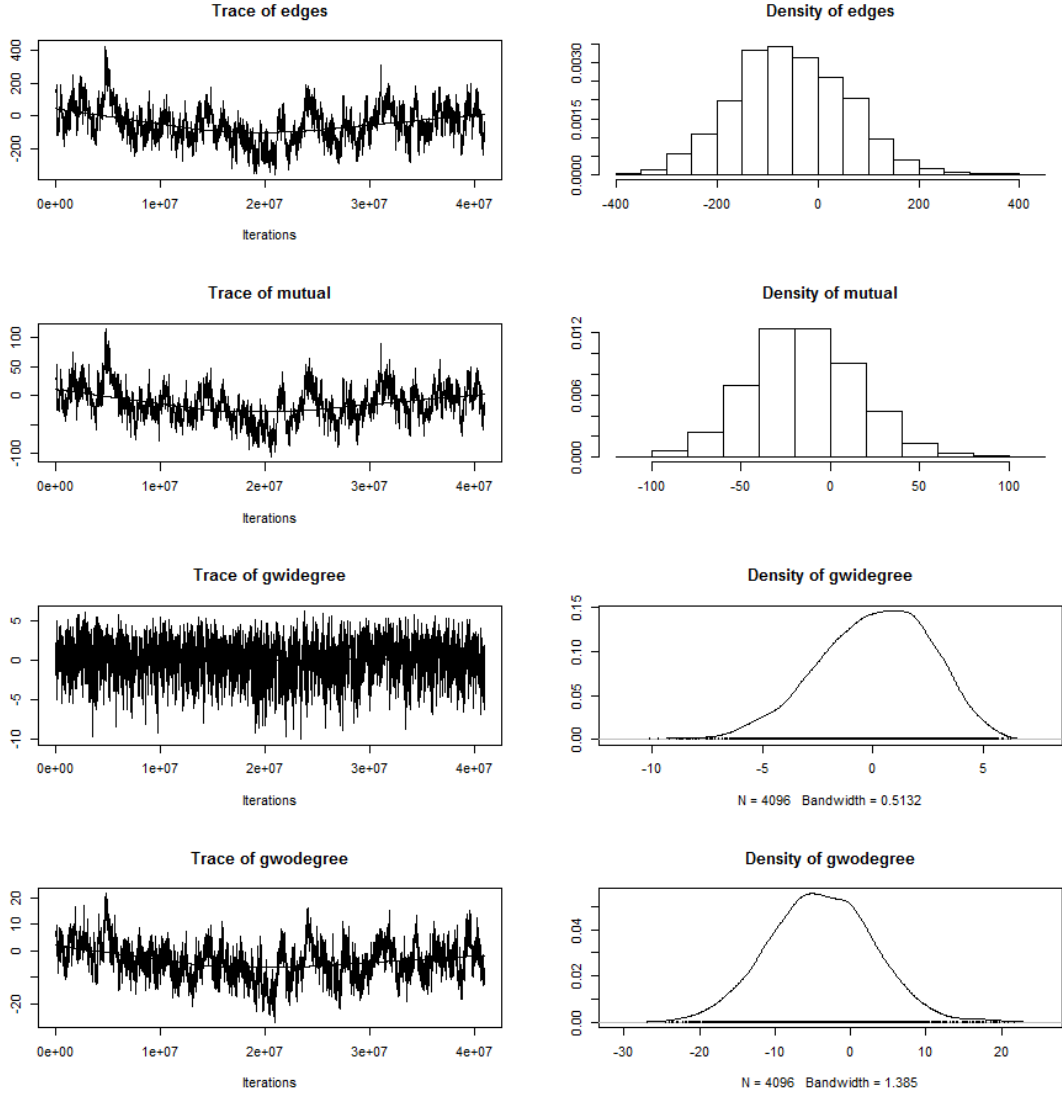 Trace of edges
Density of edges
400
200
0
200
0e+00 1e+07 2e+07 3e+07 4e+07
Iterations
0.0030
0.0015
0.0000
-400 -200 0 200 400
Trace of mutual
Density of mutual
100
50
0
-100
0e+00 1e+07 2e+07 3e+07 4e+07
Iterations
0.012
0.006
0.000
-100 -50 0 50 100
Trace of gwidegree
Density of gwidegree
5
0
-5
-10
0e+00 1e+07 2e+07 3e+07 4e+07
Iterations
0.15
0.10
0.05
0.00
-10 -5 0 5
N = 4096 Bandwidth = 0.5132
Trace of gwodegree
Density of gwodegree
20
10
0
-20
0e+00 1e+07 2e+07 3e+07 4e+07
Iterations
0.04
0.02
0.00
-30 -20 -10 0 10 20
N = 4096 Bandwidth = 1.385